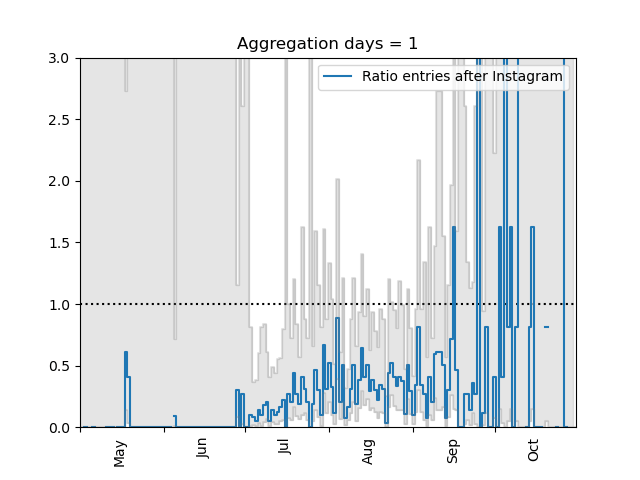 Aggregation days = 1
Ratio entries after Instagram
3.0
2.5
2.0
1.5
1.0
0.5
0.0
May
Jun
Jul
Aug
Sep
Oct